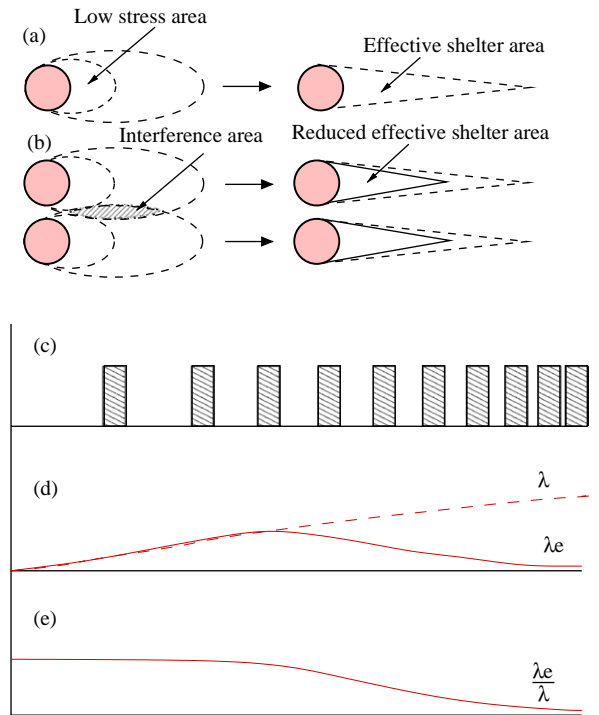 (a)
Low stress area
Effective shelter area
(b)
Interference area
Reduced effective shelter area
(c)
(d)
λ
λe
(e)
λe
λ